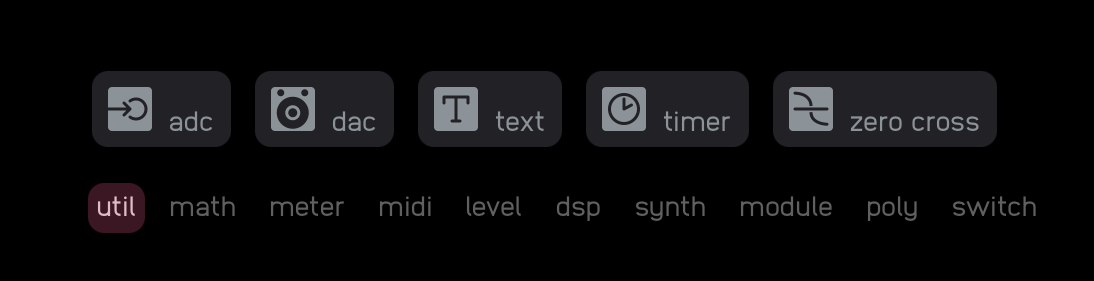 adc dac text timer zero cross
util math meter midi level dsp synth module poly switch